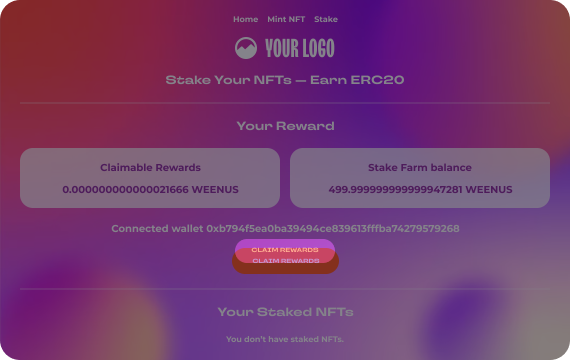 Home Mint NFT Stake
YOUR LOGO
Stake Your NFTs — Earn ERC20
Your Reward
Claimable Rewards
0.000000000000021666 WEENUS
Stake Farm balance
499.999999999999947281 WEENUS
Connected wallet 0xb794f5ea0ba39494ce839613fffba74279579268
CLAIM REWARDS
CLAIM REWARDS
Your Staked NFTs
You don't have staked NFTs.